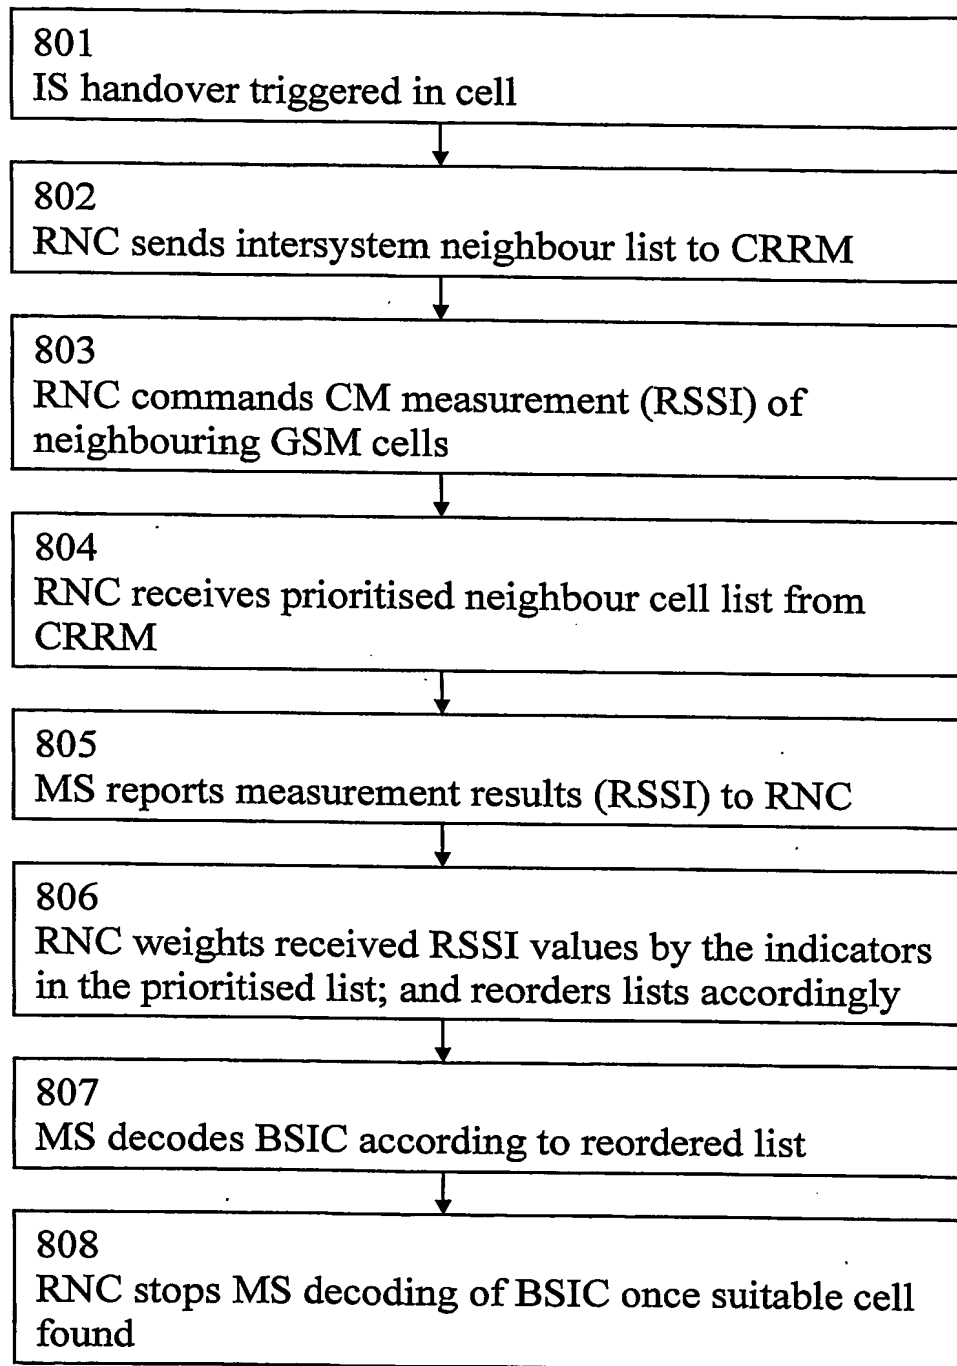 801
IS handover triggered in cell
802
RNC sends intersystem neighbour list to CRRM
803
RNC commands CM measurement (RSSI) of
neighbouring GSM cells
804
RNC receives prioritised neighbour cell list from
CRRM
805
MS reports measurement results (RSSI) to RNC
806
RNC weights received RSSI values by the indicators
in the prioritised list; and reorders lists accordingly
807
MS decodes BSIC according to reordered list
808
RNC stops MS decoding of BSIC once suitable cell
found